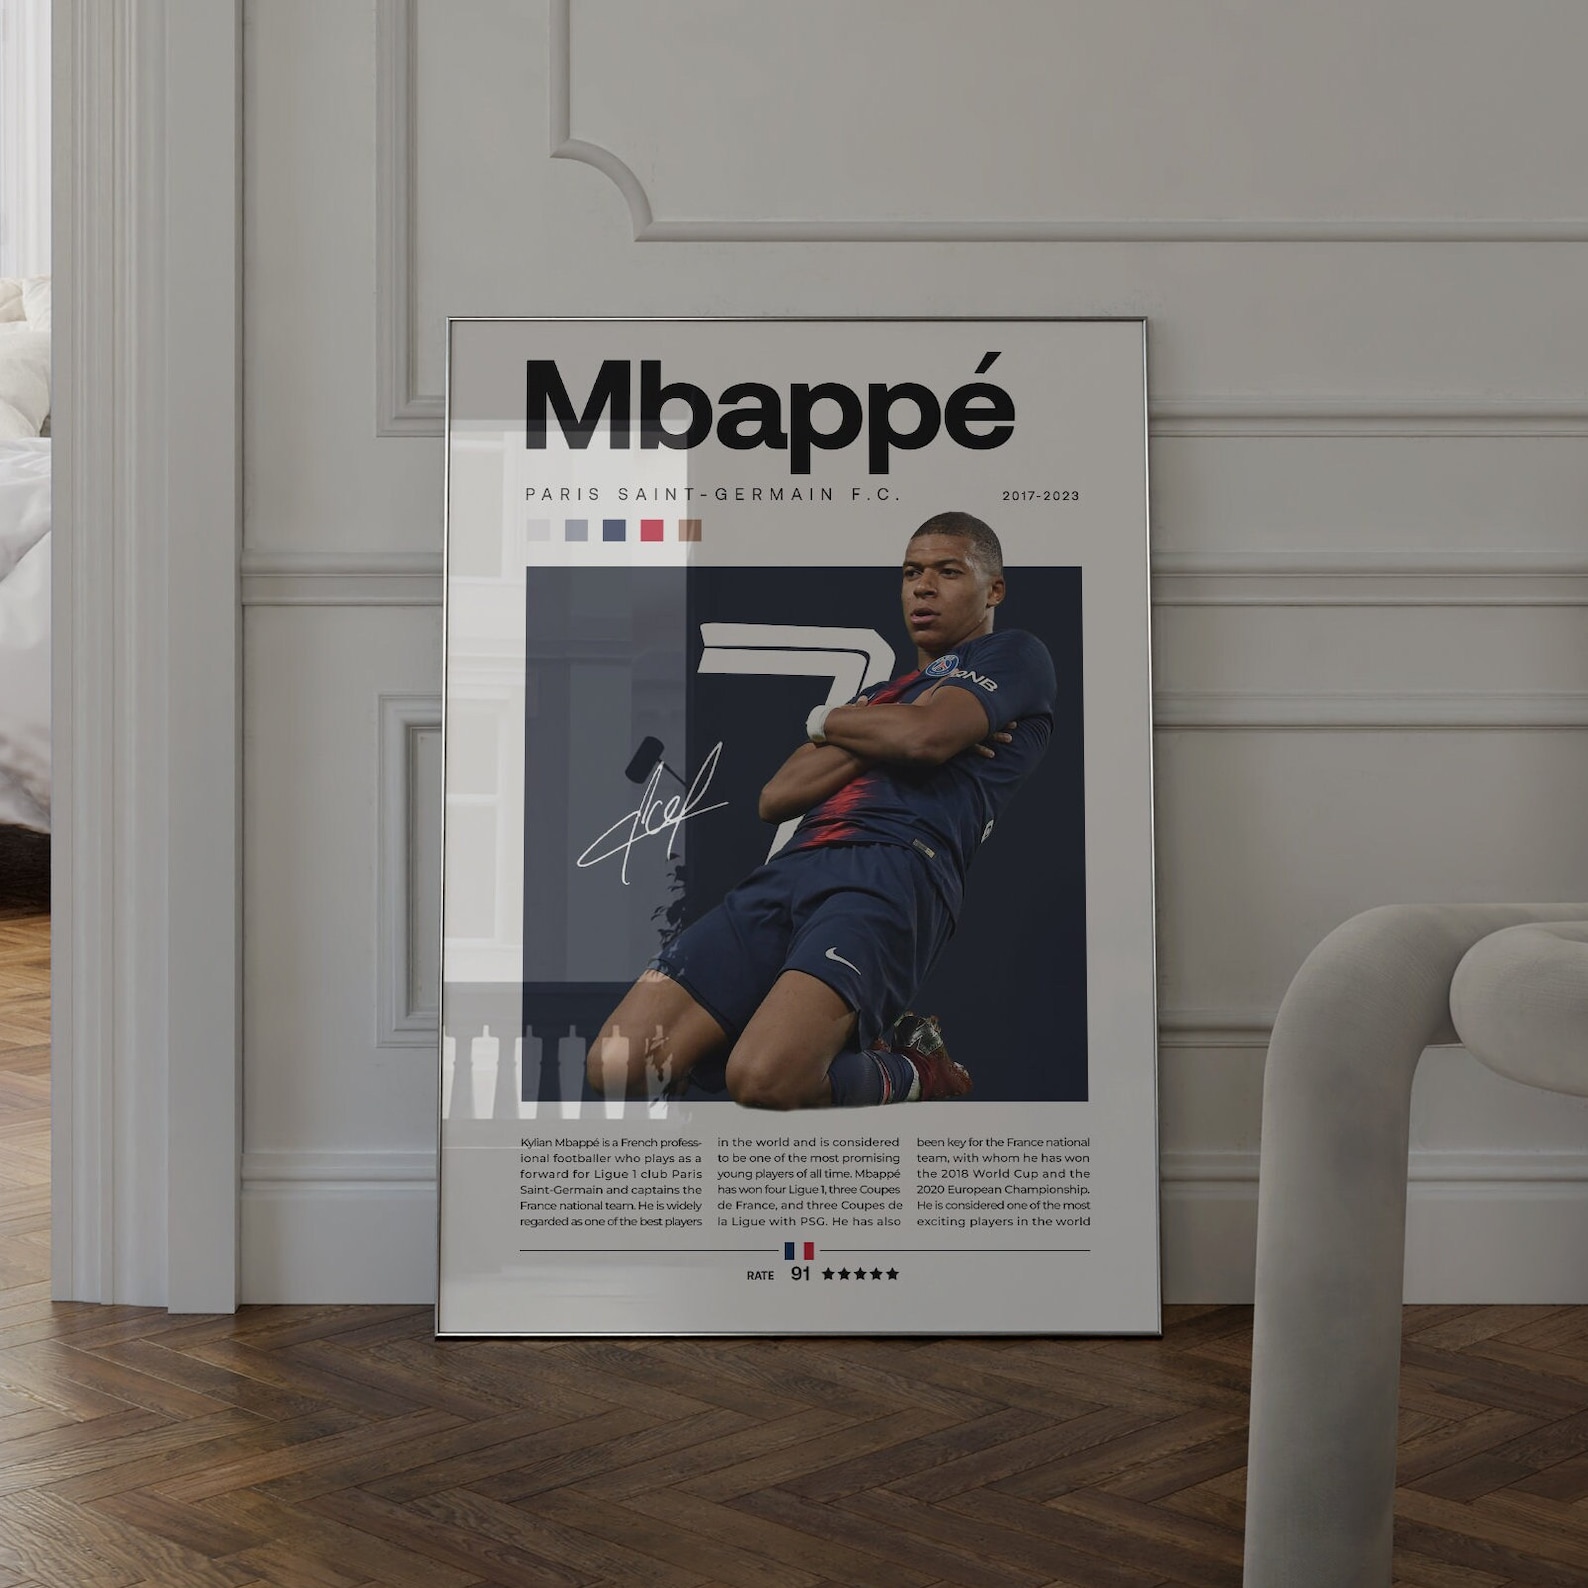 Mbappé
PARIS SAINT-GERMAIN F.C.
2017-2023
7
QNB
Kylian Mbappé is a French profess-
ional footballer who plays as a
forward for Ligue 1 club Paris
Saint-Germain and captains the
France national team. He is widely
regarded as one of the best players
in the world and is considered
to be one of the most promising
young players of all time. Mbappé
has won four Ligue 1, three Coupes
de France, and three Coupes de
la Ligue with PSG. He has also
been key for the France national
team, with whom he has won
the 2018 World Cup and the
2020 European Championship.
He is considered one of the most
exciting players in the world
RATE 91 ★★★★★